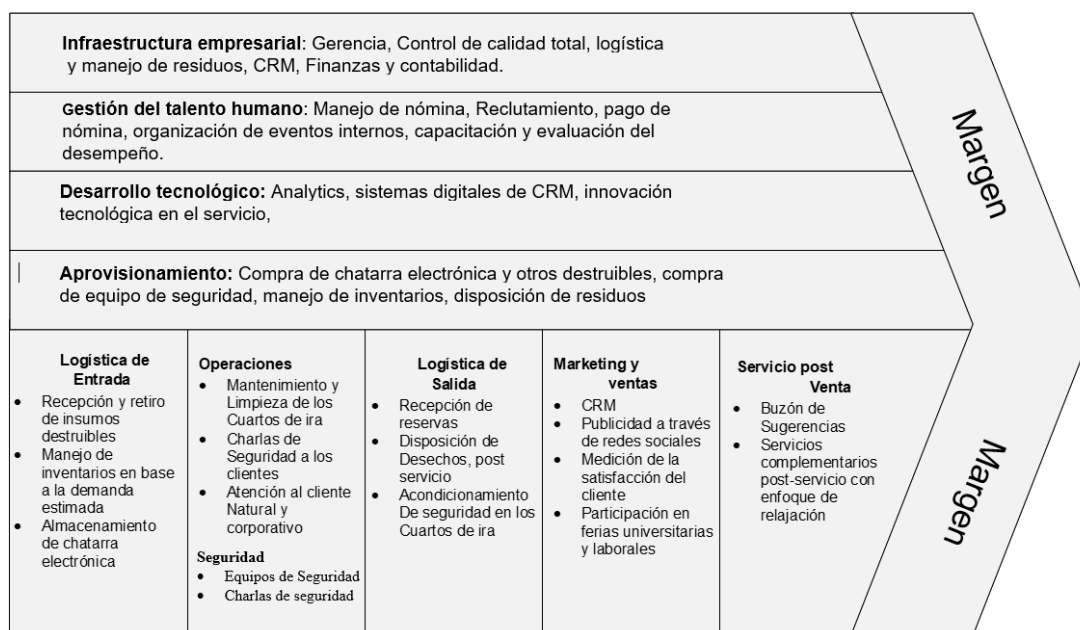 Infraestructura empresarial: Gerencia, Control de calidad total, logística
y manejo de residuos, CRM, Finanzas y contabilidad.
Gestión del talento humano: Manejo de nómina, Reclutamiento, pago de
nómina, organización de eventos internos, capacitación y evaluación del
desempeño.
Desarrollo tecnológico: Analytics, sistemas digitales de CRM, innovación
tecnológica en el servicio,
Aprovisionamiento: Compra de chatarra electrónica y otros destruibles, compra
de equipo de seguridad, manejo de inventarios, disposición de residuos
Margen
Logística de
Entrada
• Recepción y retiro
de insumos
destruibles
• Manejo de
inventarios en base
a la demanda
estimada
• Almacenamiento
de chatarra
electrónica
Operaciones
• Mantenimiento y
Limpieza de los
Cuartos de ira
• Charlas de
Seguridad a los
clientes
• Atención al cliente
Natural y
corporativo
Seguridad
• Equipos de Seguridad
• Charlas de seguridad
Logística de
Salida
• Recepción de
reservas
• Disposición de
Desechos, post
servicio
• Acondicionamiento
De seguridad en los
Cuartos de ira
Marketing y
ventas
• CRM
• Publicidad a través
de redes sociales
• Medición de la
satisfacción del
cliente
• Participación en
ferias universitarias
y laborales
Servicio post
Venta
• Buzón de
Sugerencias
• Servicios
complementarios
post-servicio con
enfoque de
relajación
Margen